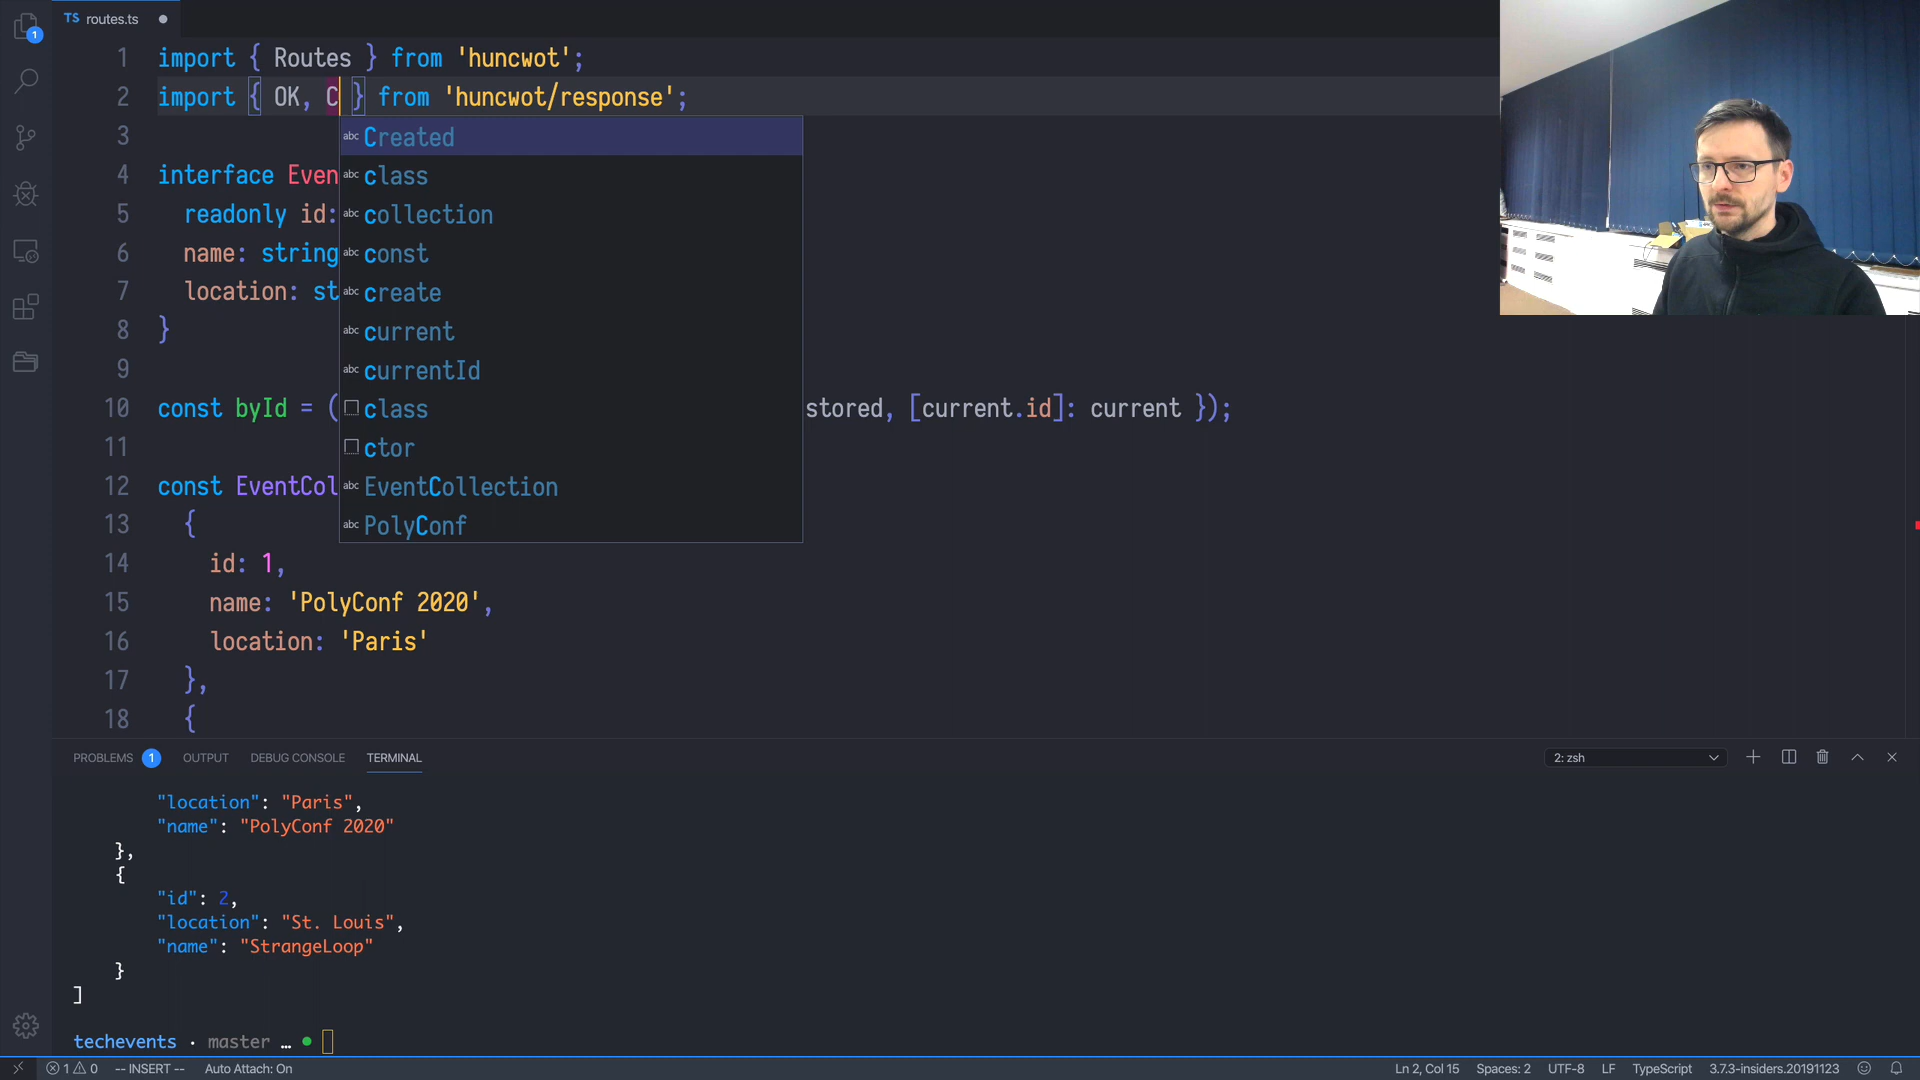 1
TS routes.ts
1 import { Routes } from 'huncwot';
2 import { OK, C } from 'huncwot/response';
3
abc Created
4 interface Even abc class
5 readonly id: abc collection
6 name: string abc const
7 location: st abc create
8 } abc current
9 abc currentId
10 const byId = ( class stored, [current.id]: current });
11 ctor
12 const EventCol abc EventCollection
13 { abc PolyConf
14 id: 1,
15 name: 'PolyConf 2020',
16 location: 'Paris'
17 },
18 {
PROBLEMS 1 OUTPUT DEBUG CONSOLE TERMINAL 2: zsh
"location": "Paris",
"name": "PolyConf 2020"
},
{
"id": 2,
"location": "St. Louis",
"name": "StrangeLoop"
}
]
techevents · master …
1 0 -- INSERT -- Auto Attach: On Ln 2, Col 15 Spaces: 2 UTF-8 LF TypeScript 3.7.3-insiders.20191123